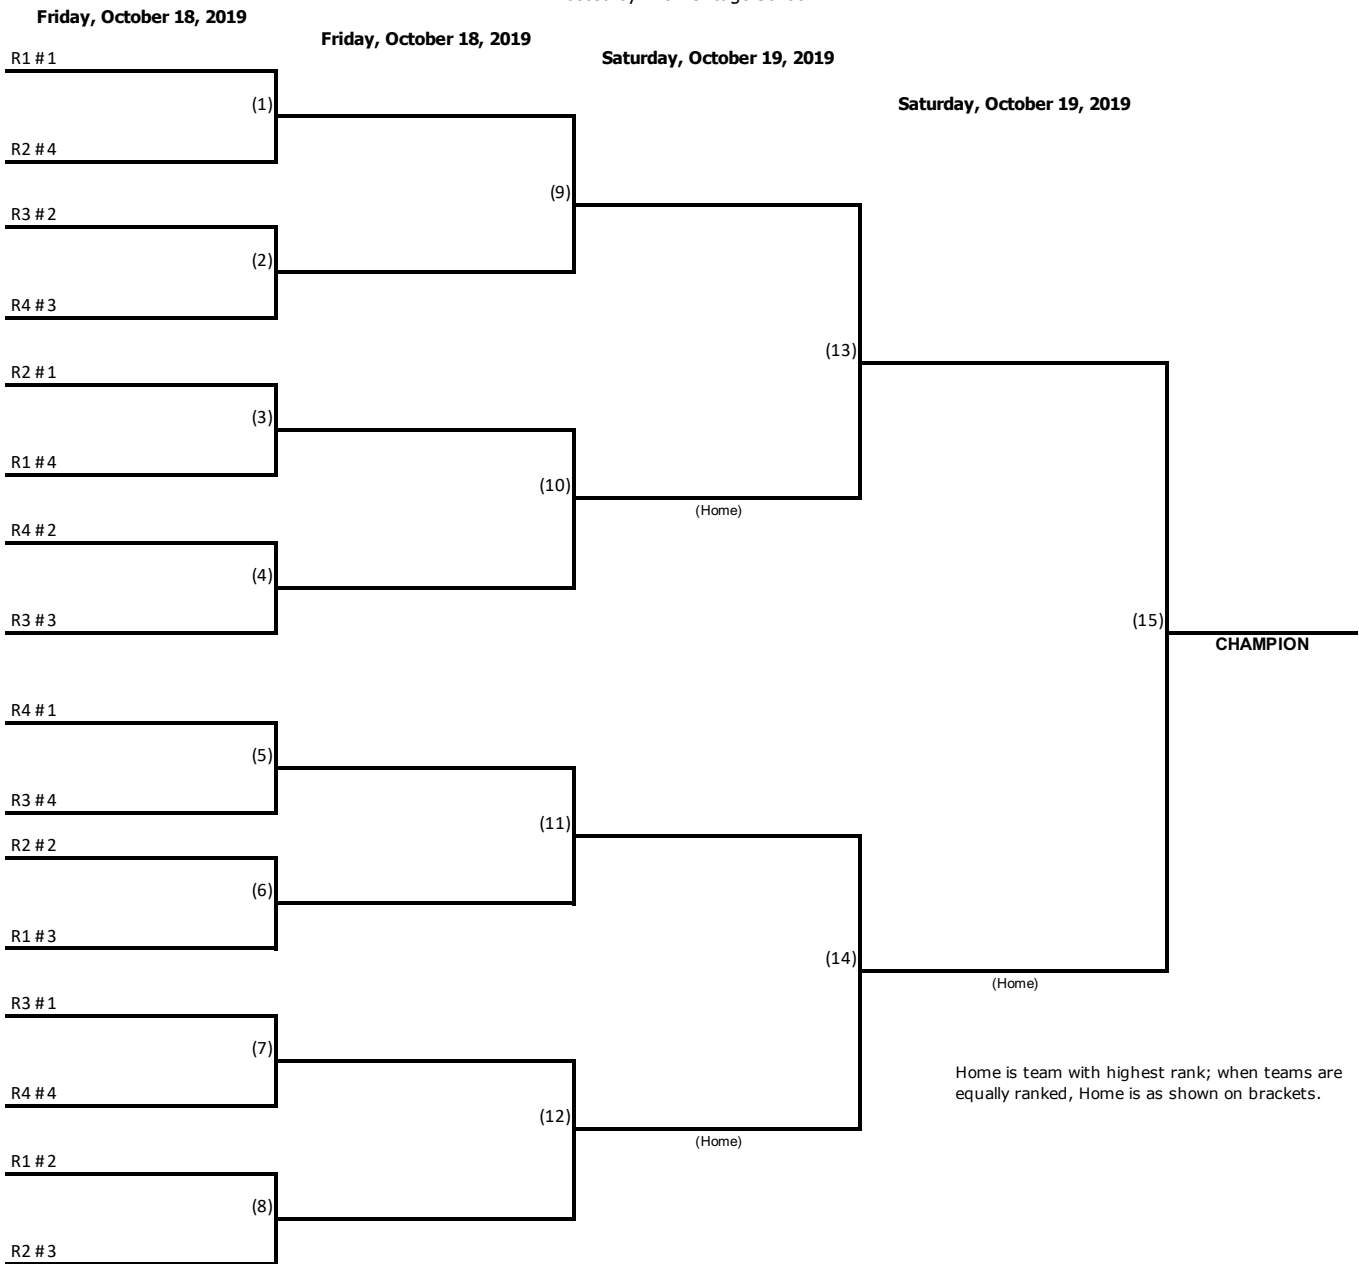 Friday, October 18, 2019
Friday, October 18, 2019
Saturday, October 19, 2019
Saturday, October 19, 2019
R1 #1
(1)
R2 #4
(9)
R3 #2
(2)
R4 #3
(13)
R2 #1
(3)
R1 #4
(10)
(Home)
R4 #2
(4)
R3 #3
(15)
CHAMPION
R4 #1
(5)
R3 #4
(11)
R2 #2
(6)
R1 #3
(14)
(Home)
R3 #1
(7)
R4 #4
(12)
(Home)
Home is team with highest rank; when teams are
equally ranked, Home is as shown on brackets.
R1 #2
(8)
R2 #3